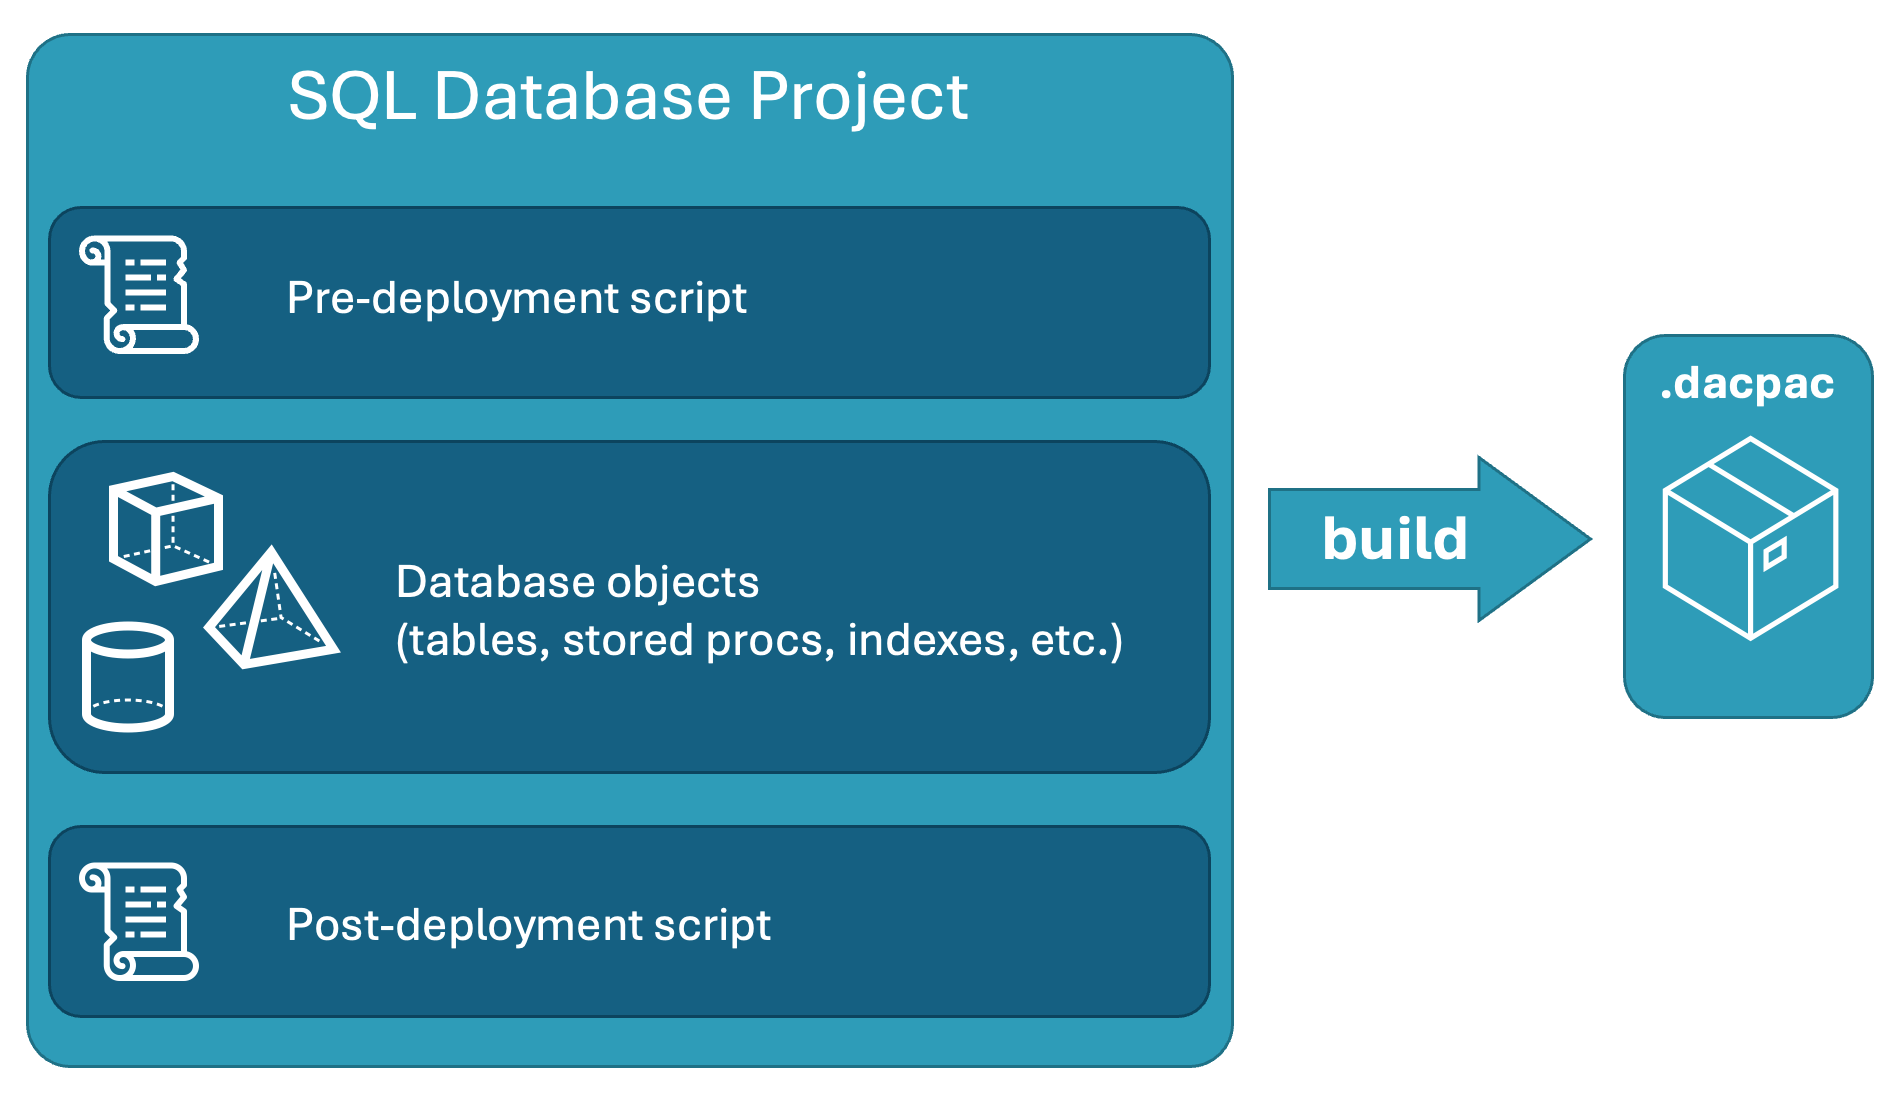 SQL Database Project
Pre-deployment script
Database objects
(tables, stored procs, indexes, etc.)
Post-deployment script
build
.dacpac